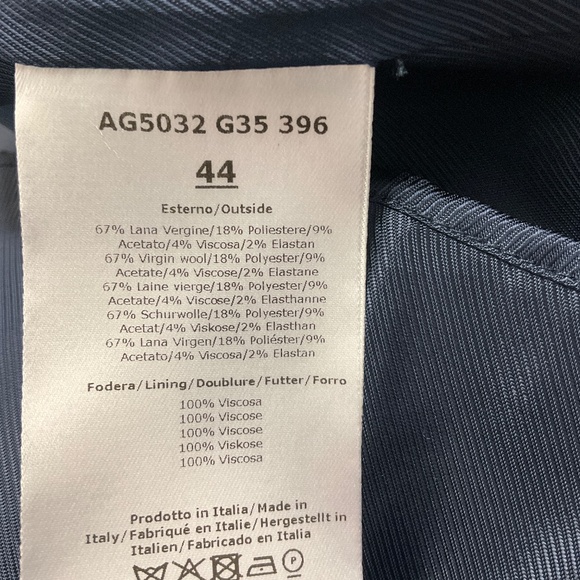 AG5032 G35 396
44
Esterno/Outside
67% Lana Vergine/18% Poliestere/9%
Acetato/4% Viscosa/2% Elastan
67% Virgin wool/18% Polyester/9%
Acetate/4% Viscose/2% Elastane
67% Laine vierge/18% Polyester/9%
Acetate/4% Viscose/2% Elasthanne
67% Schurwolle/18% Polyester/9%
Acetat/4% Viskose/2% Elasthan
67% Lana Virgen/18% Poliéster/9%
Acetato/4% Viscosa/2% Elastan
Fodera/Lining/Doublure/Futter/Forro
100% Viscosa
100% Viscose
100% Viscose
100% Viskose
100% Viscosa
Prodotto in Italia/Made in
Italy/Fabriqué en Italie/Hergestellt in
Italien/Fabricado en Italia
P